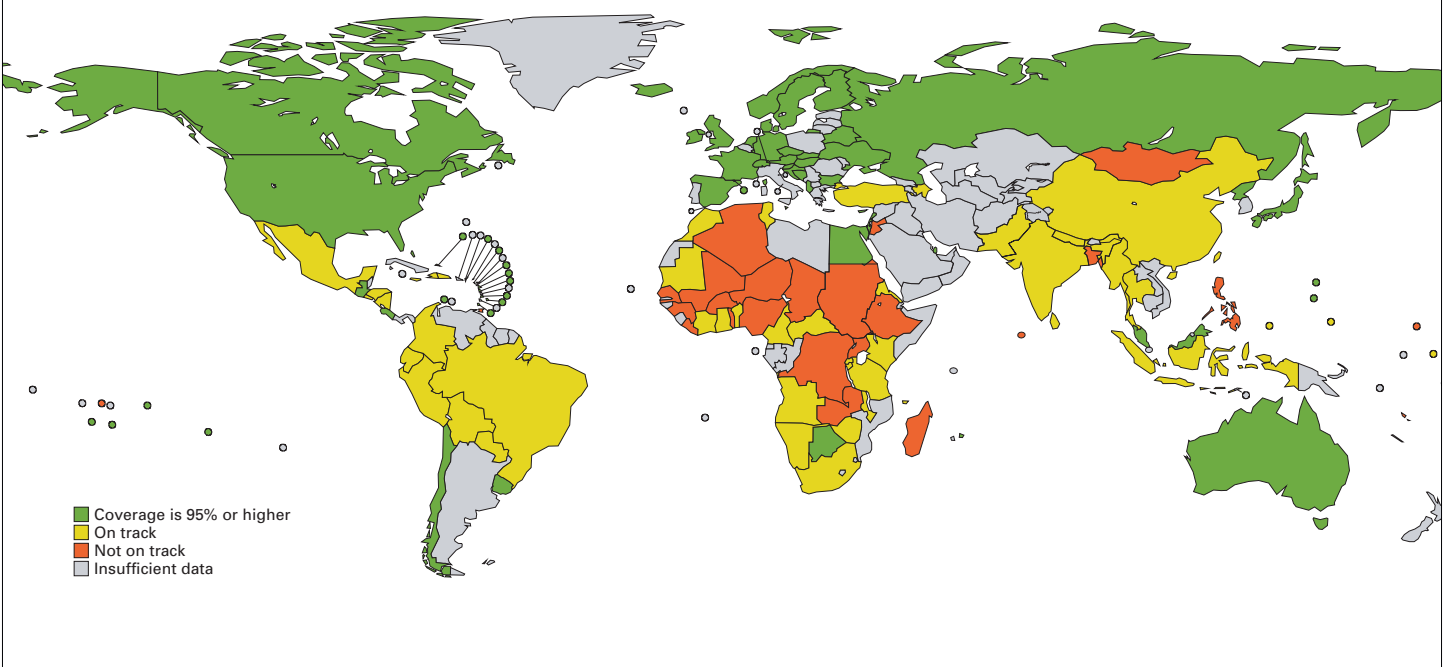 Coverage is 95% or higher
On track
Not on track
Insufficient data